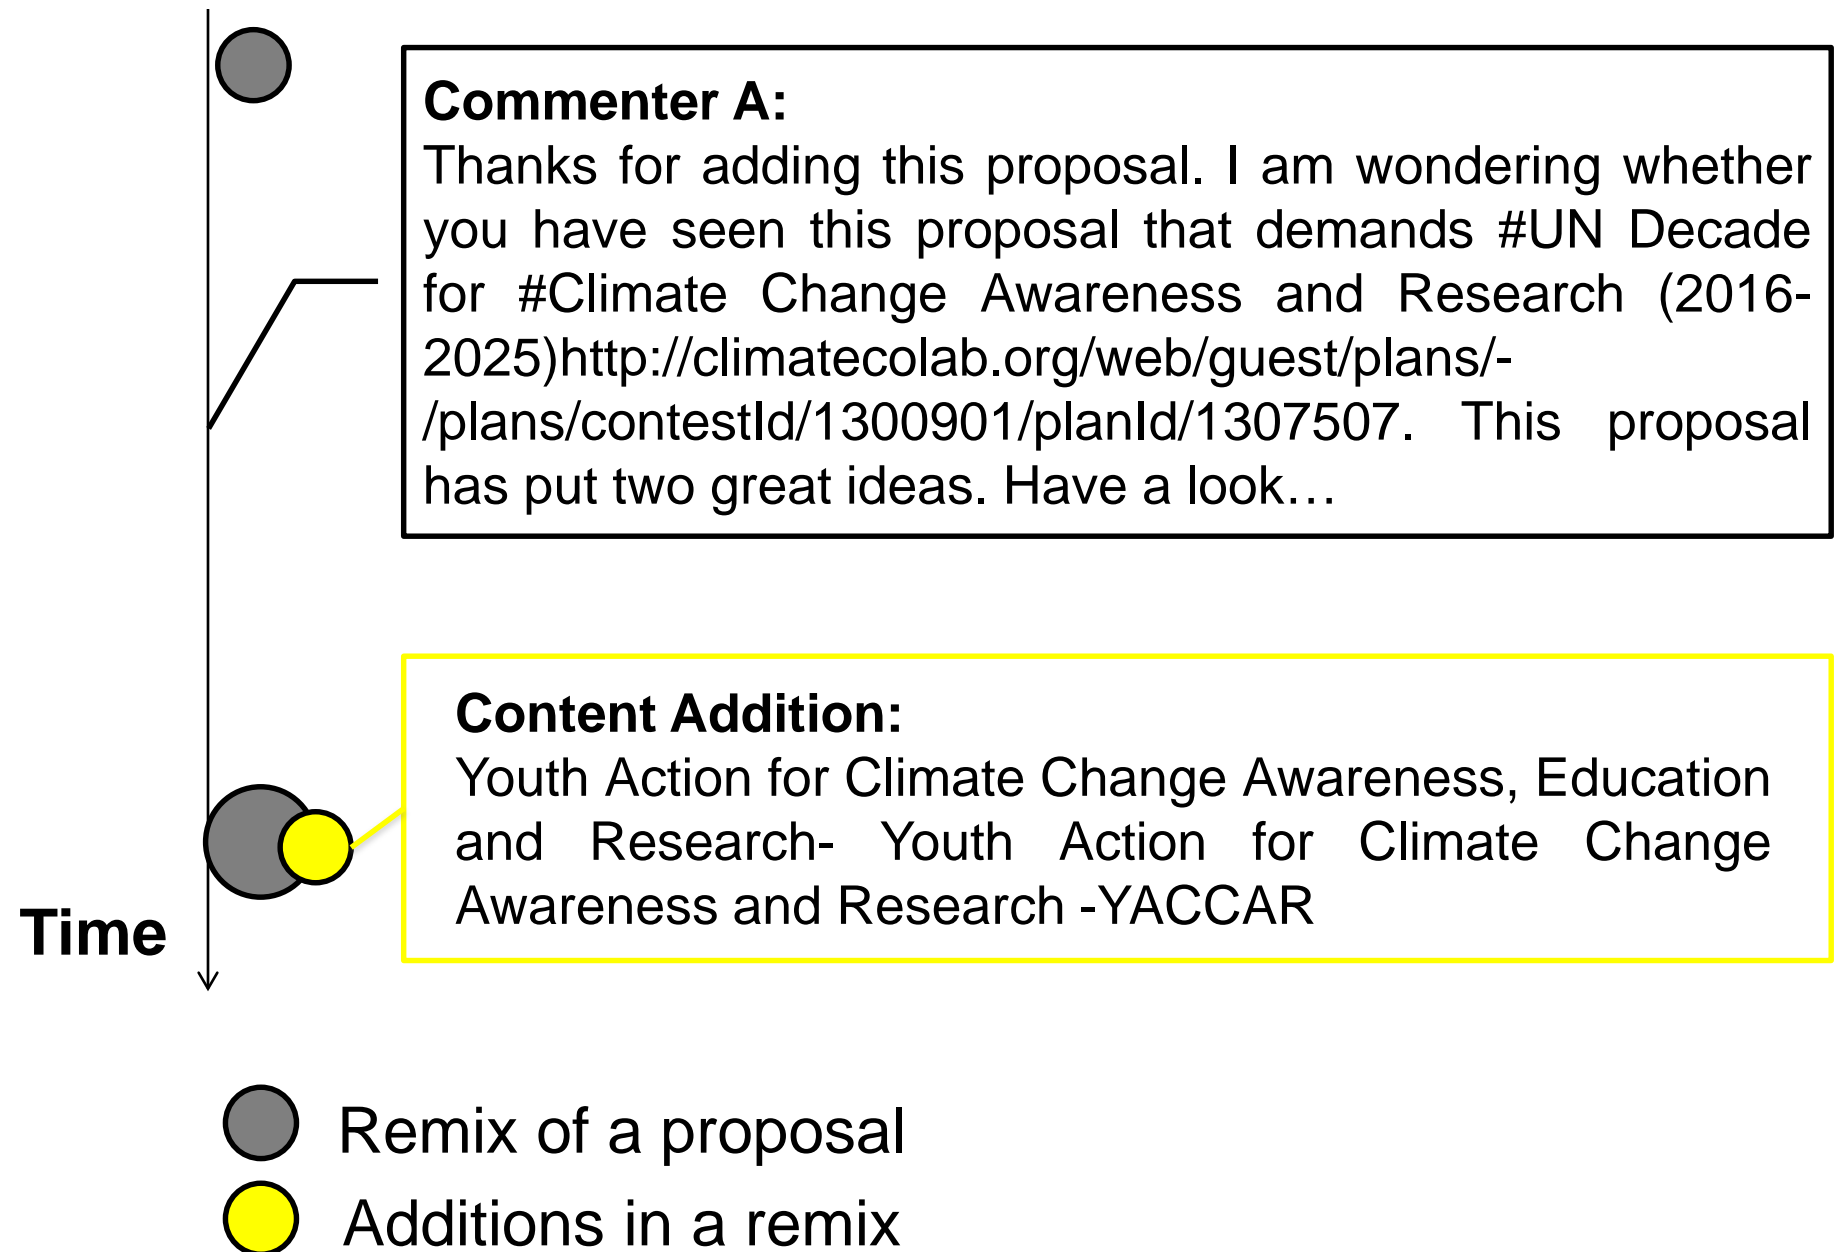 Commenter A:
Thanks for adding this proposal. I am wondering whether
you have seen this proposal that demands #UN Decade
for #Climate Change Awareness and Research (2016-
2025)http://climatecolab.org/web/guest/plans/-
/plans/contestId/1300901/planId/1307507. This proposal
has put two great ideas. Have a look…
Content Addition:
Youth Action for Climate Change Awareness, Education
and Research- Youth Action for Climate Change
Awareness and Research -YACCAR
Time
Remix of a proposal
Additions in a remix